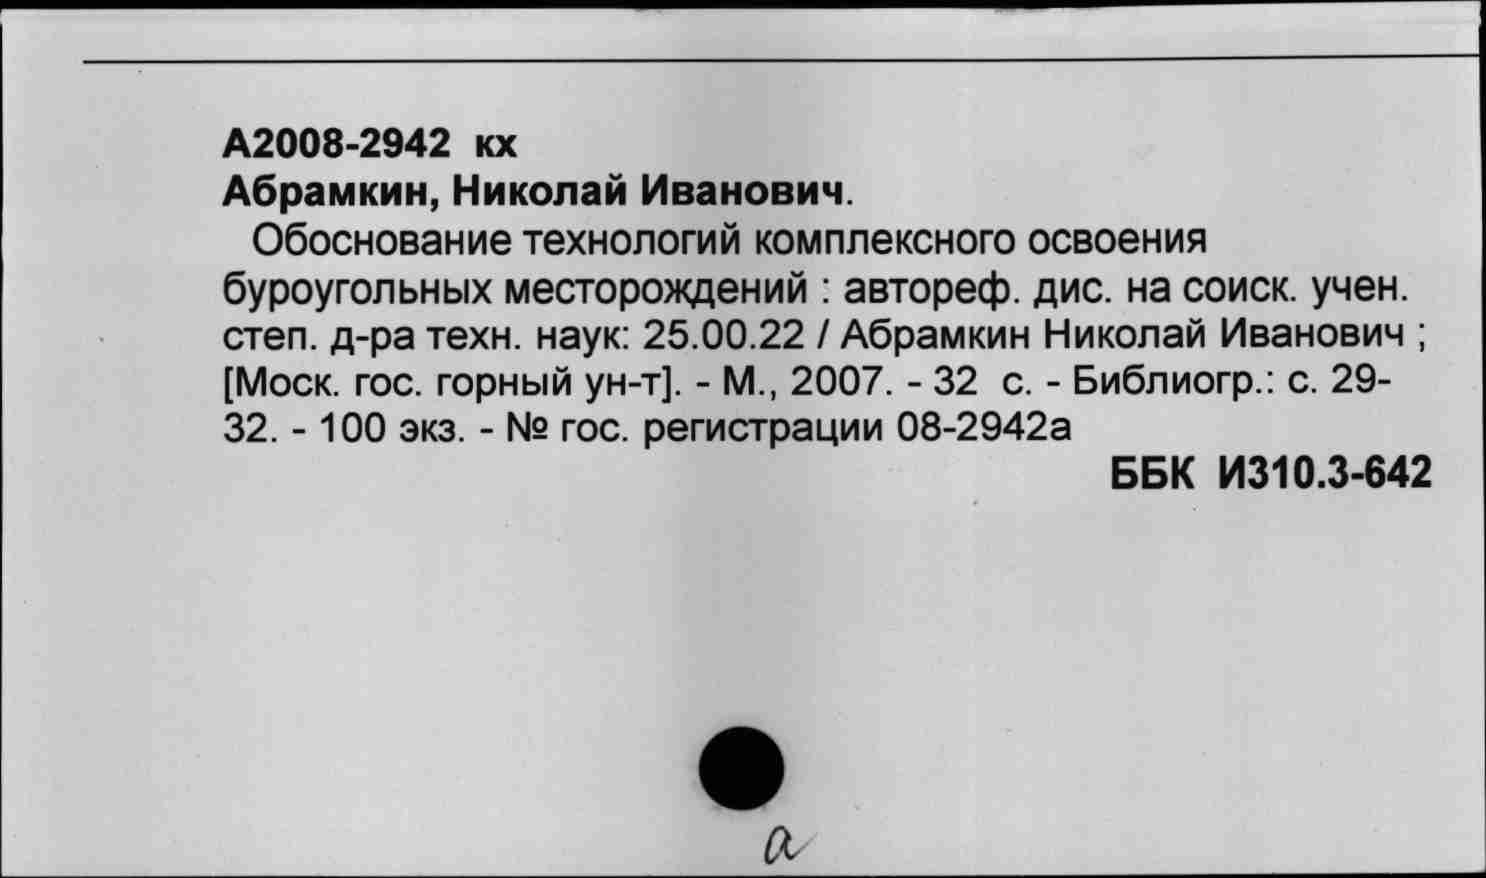 А2008-2942 кх
Абрамкин, Николай Иванович.
Обоснование технологий комплексного освоения
буроугольных месторождений : автореф. дис. на соиск. учен.
степ. д-ра техн. наук: 25.00.22 / Абрамкин Николай Иванович ;
[Моск. гос. горный ун-т]. - М., 2007. - 32 с. - Библиогр.: с. 29-
32. - 100 экз. - № гос. регистрации 08-2942а
ББК И310.3-642
а